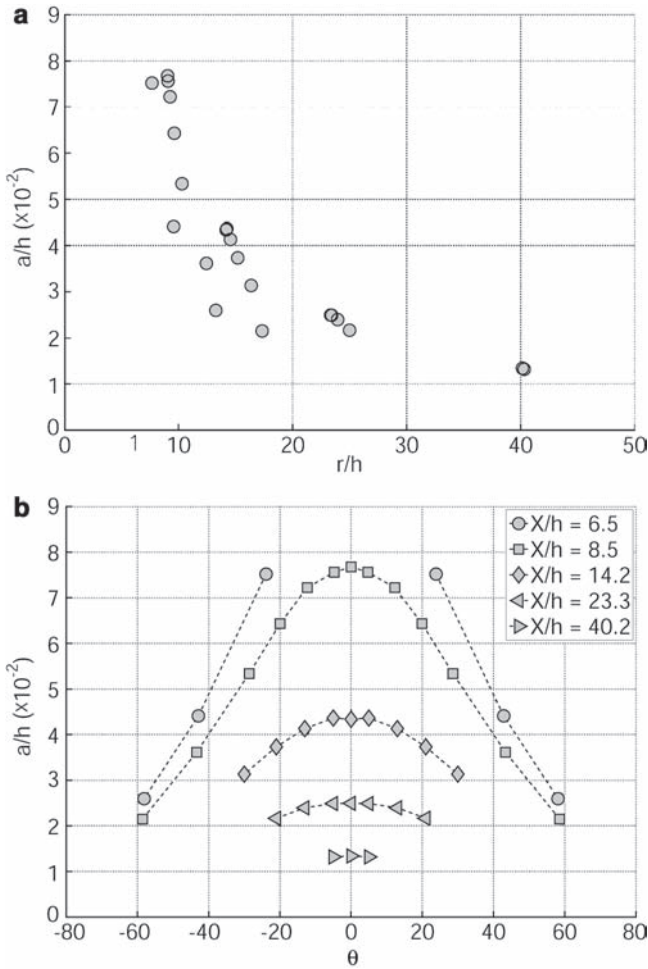 a
9
8
7
6
5
4
3
2
1
0
a/h (x10-2)
0 1 10 20 30 40 50
r/h
b
9
8
7
6
5
4
3
2
1
0
a/h (x10-2)
X/h = 6.5
X/h = 8.5
X/h = 14.2
X/h = 23.3
X/h = 40.2
-80 -60 -40 -20 0 20 40 60 80
θ